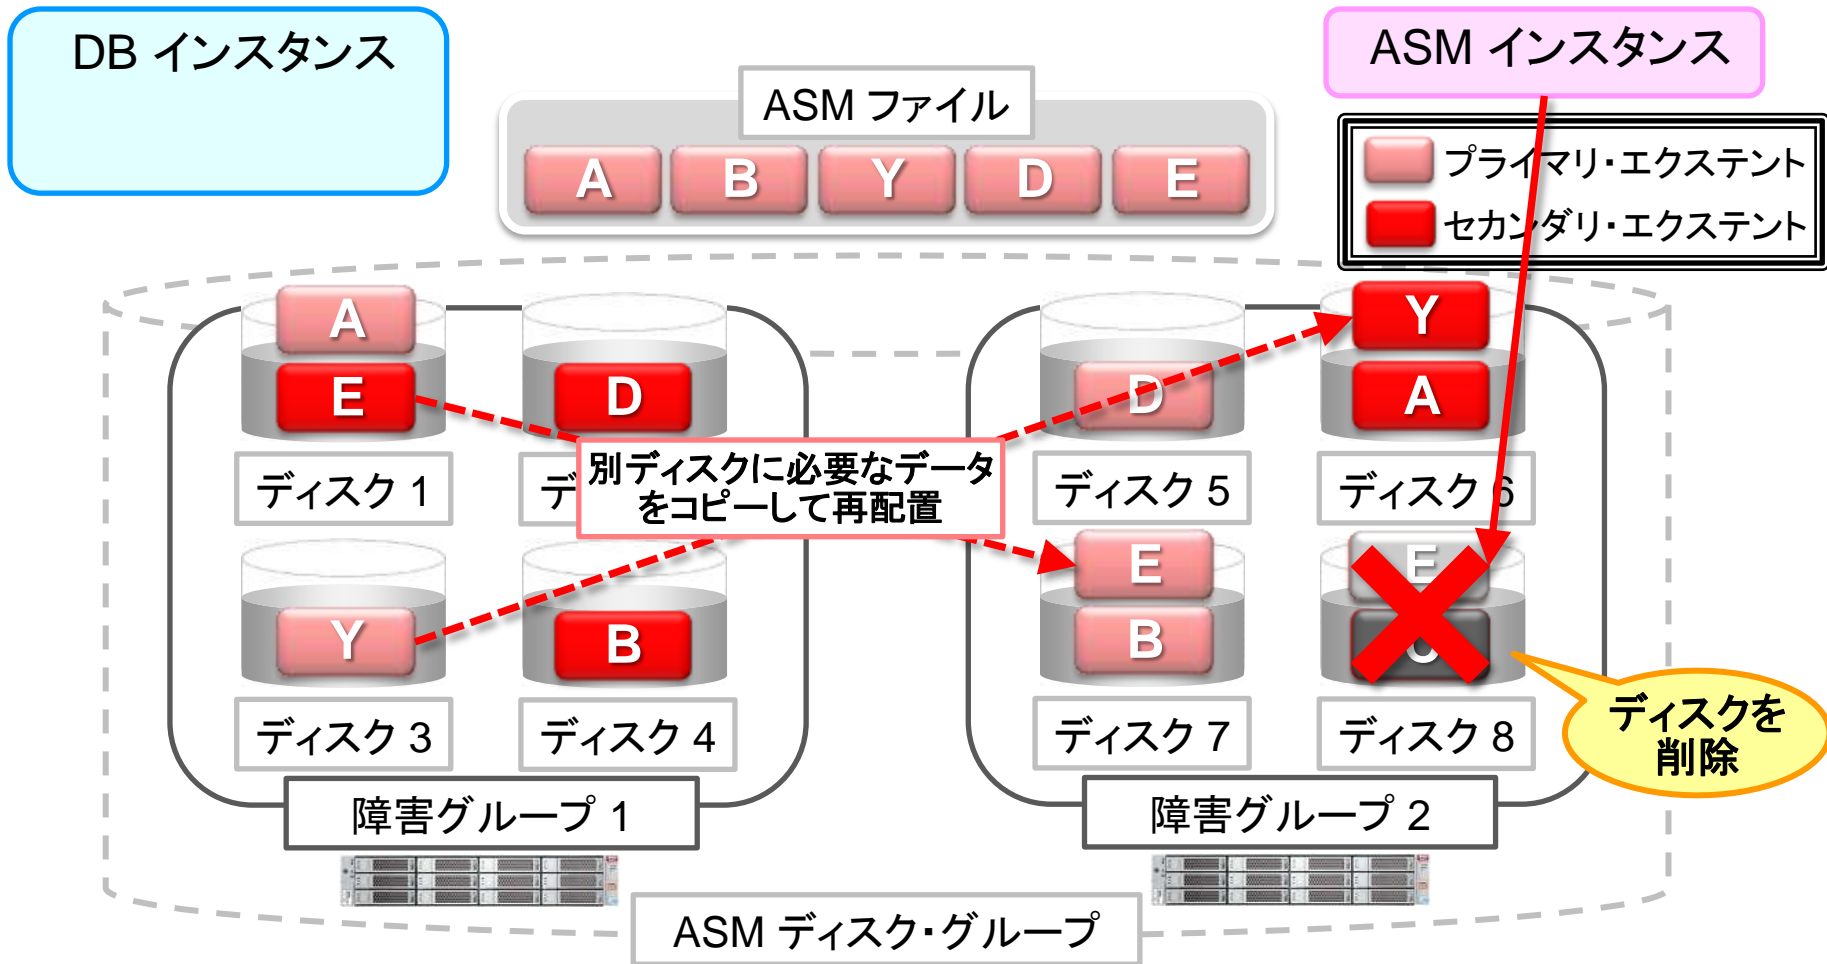 DB インスタンス
ASM インスタンス
ASM ファイル
A B Y D E
プライマリ・エクステント
セカンダリ・エクステント
A
E
D
D
Y
A
ディスク 1
デ
別ディスクに必要なデータ
をコピーして再配置
ディスク 5
ディスク 6
Y
B
E
B
E
ディスク 3
ディスク 4
ディスク 7
ディスク 8
ディスクを
削除
障害グループ 1
障害グループ 2
ASM ディスク・グループ